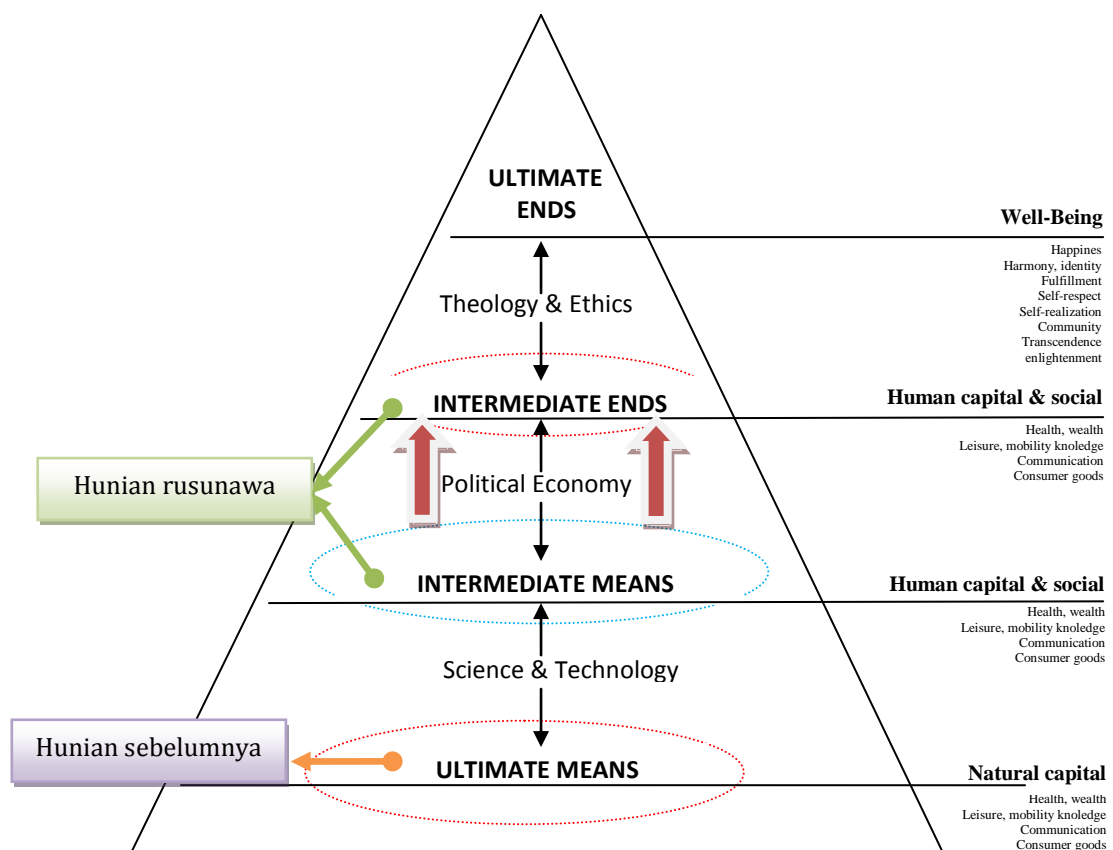 ULTIMATE
ENDS
Well-Being
Happines
Harmony, identity
Fulfillment
Self-respect
Self-realization
Community
Transcendence
enlightenment
Theology & Ethics
INTERMEDIATE ENDS
Human capital & social
Health, wealth
Leisure, mobility knoledge
Communication
Consumer goods
Hunian rusunawa
Political Economy
INTERMEDIATE MEANS
Human capital & social
Health, wealth
Leisure, mobility knoledge
Communication
Consumer goods
Science & Technology
Hunian sebelumnya
ULTIMATE MEANS
Natural capital
Health, wealth
Leisure, mobility knoledge
Communication
Consumer goods